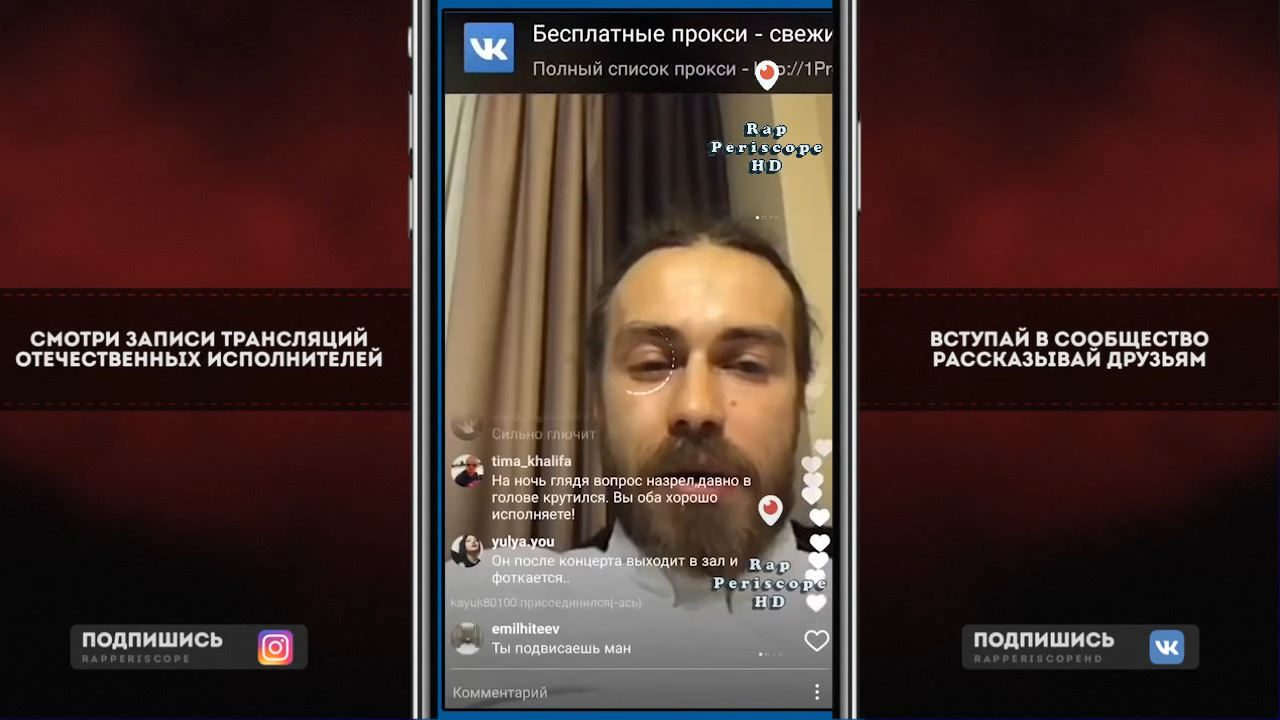 Бесплатные прокси - свежи
Полный список прокси -
p://1Pr
Rap
Periscope
HD
СМОТРИ ЗАПИСИ ТРАНСЛЯЦИЙ
ОТЕЧЕСТВЕННЫХ ИСПОЛНИТЕЛЕЙ
ВСТУПАЙ В СООБЩЕСТВО
РАССКАЗЫВАЙ ДРУЗЬЯМ
Сильно глючит
tima_khalifa
На ночь глядя вопрос назрел,давно в
голове крутился. Вы оба хорошо
исполняете!
yulya.you
Он после концерта выходит в зал и
фоткается..
Rap
Periscope
HD
kayuk80100 присоединился(-ась)
emilhiteev
Ты подвисаешь ман
Комментарий
ПОДПИШИСЬ
RAPPERISCOPE
ПОДПИШИСЬ
RAPPERISCOPEHD